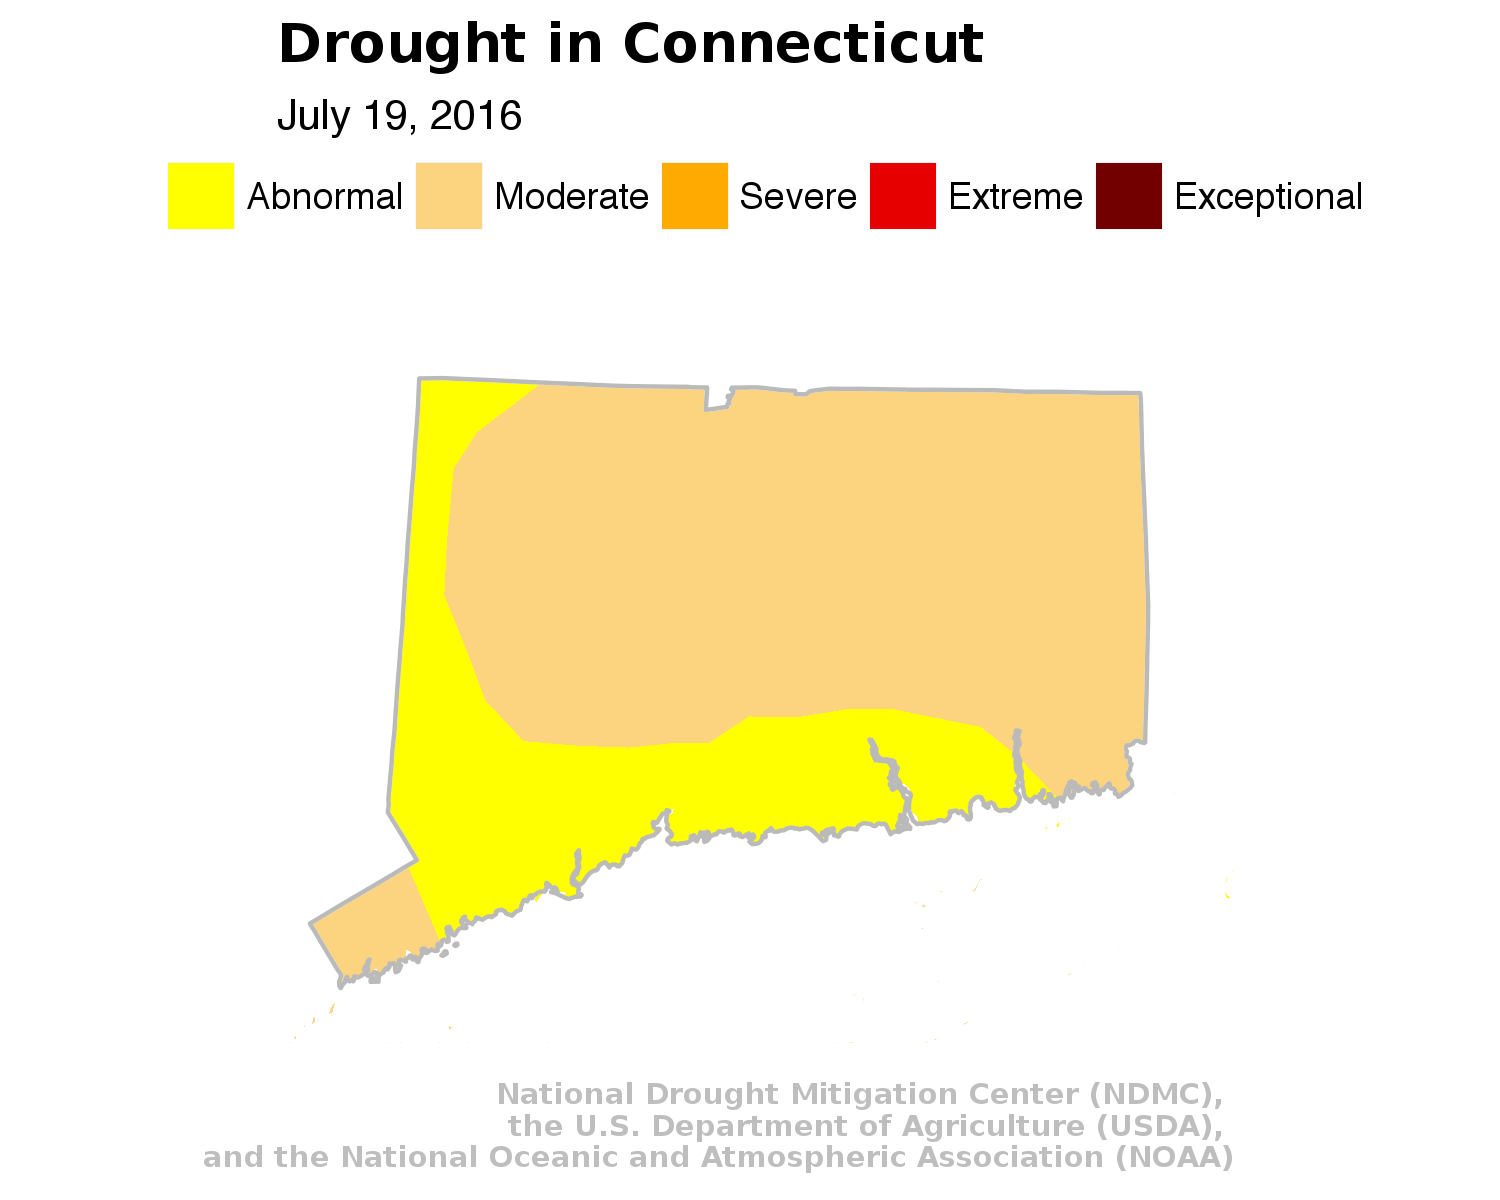 Drought in Connecticut
July 19, 2016
Abnormal Moderate Severe Extreme Exceptional
National Drought Mitigation Center (NDMC),
the U.S. Department of Agriculture (USDA),
and the National Oceanic and Atmospheric Association (NOAA)